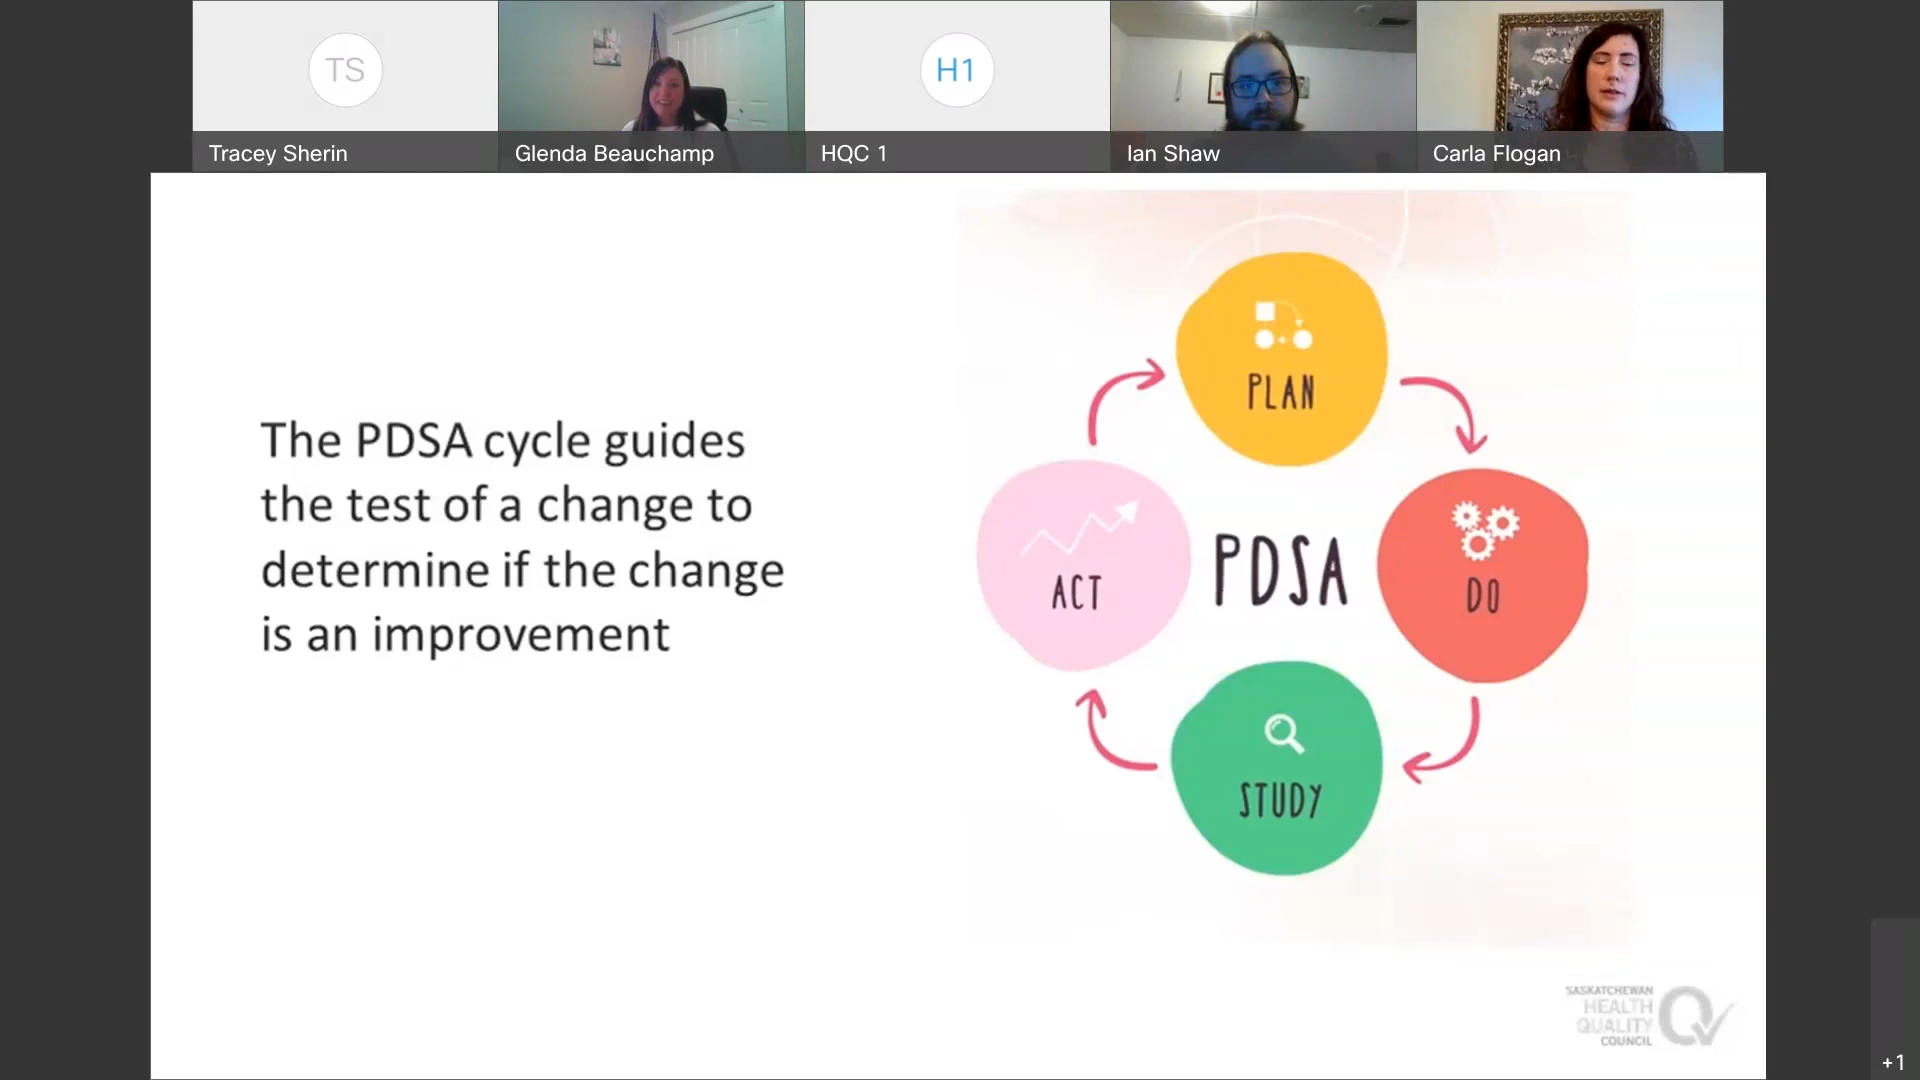 TS
H1
Tracey Sherin
Glenda Beauchamp
HQC 1
Ian Shaw
Carla Flogan
The PDSA cycle guides
the test of a change to
determine if the change
is an improvement
PLAN
ACT
PDSA
DO
STUDY
SASKATCHEWAN
HEALTH
QUALITY
COUNCIL
+1